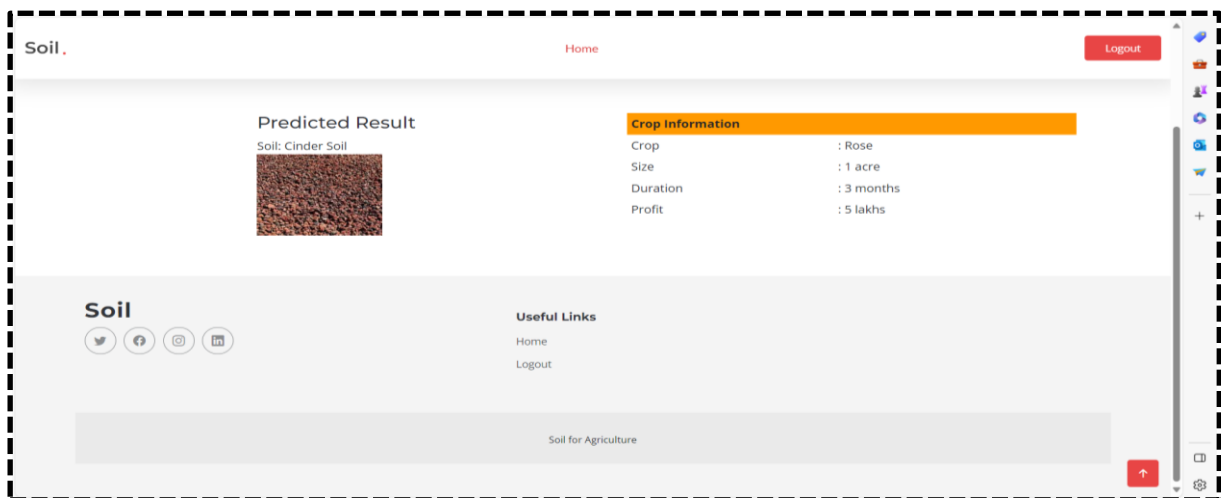 Soil.
Home
Logout
Predicted Result
Soil: Cinder Soil
Crop Information
Crop : Rose
Size : 1 acre
Duration : 3 months
Profit : 5 lakhs
Soil
Useful Links
Home
Logout
Soil for Agriculture